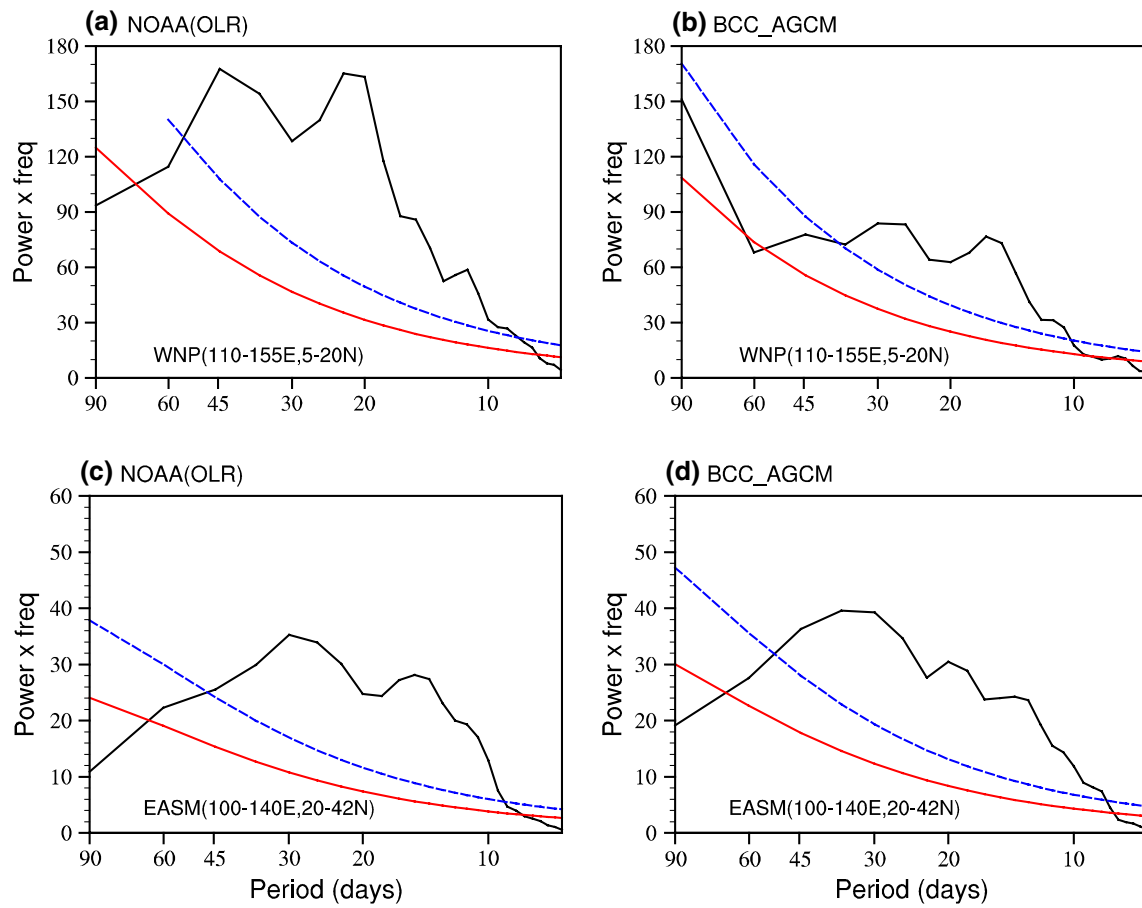 (a) NOAA(OLR)
Power x freq
180
150
120
90
60
30
0
WNP(110-155E,5-20N)
90 60 45 30 20 10
(b) BCC_AGCM
Power x freq
180
150
120
90
60
30
0
WNP(110-155E,5-20N)
90 60 45 30 20 10
(c) NOAA(OLR)
Power x freq
60
50
40
30
20
10
0
EASM(100-140E,20-42N)
90 60 45 30 20 10
Period (days)
(d) BCC_AGCM
Power x freq
60
50
40
30
20
10
0
EASM(100-140E,20-42N)
90 60 45 30 20 10
Period (days)